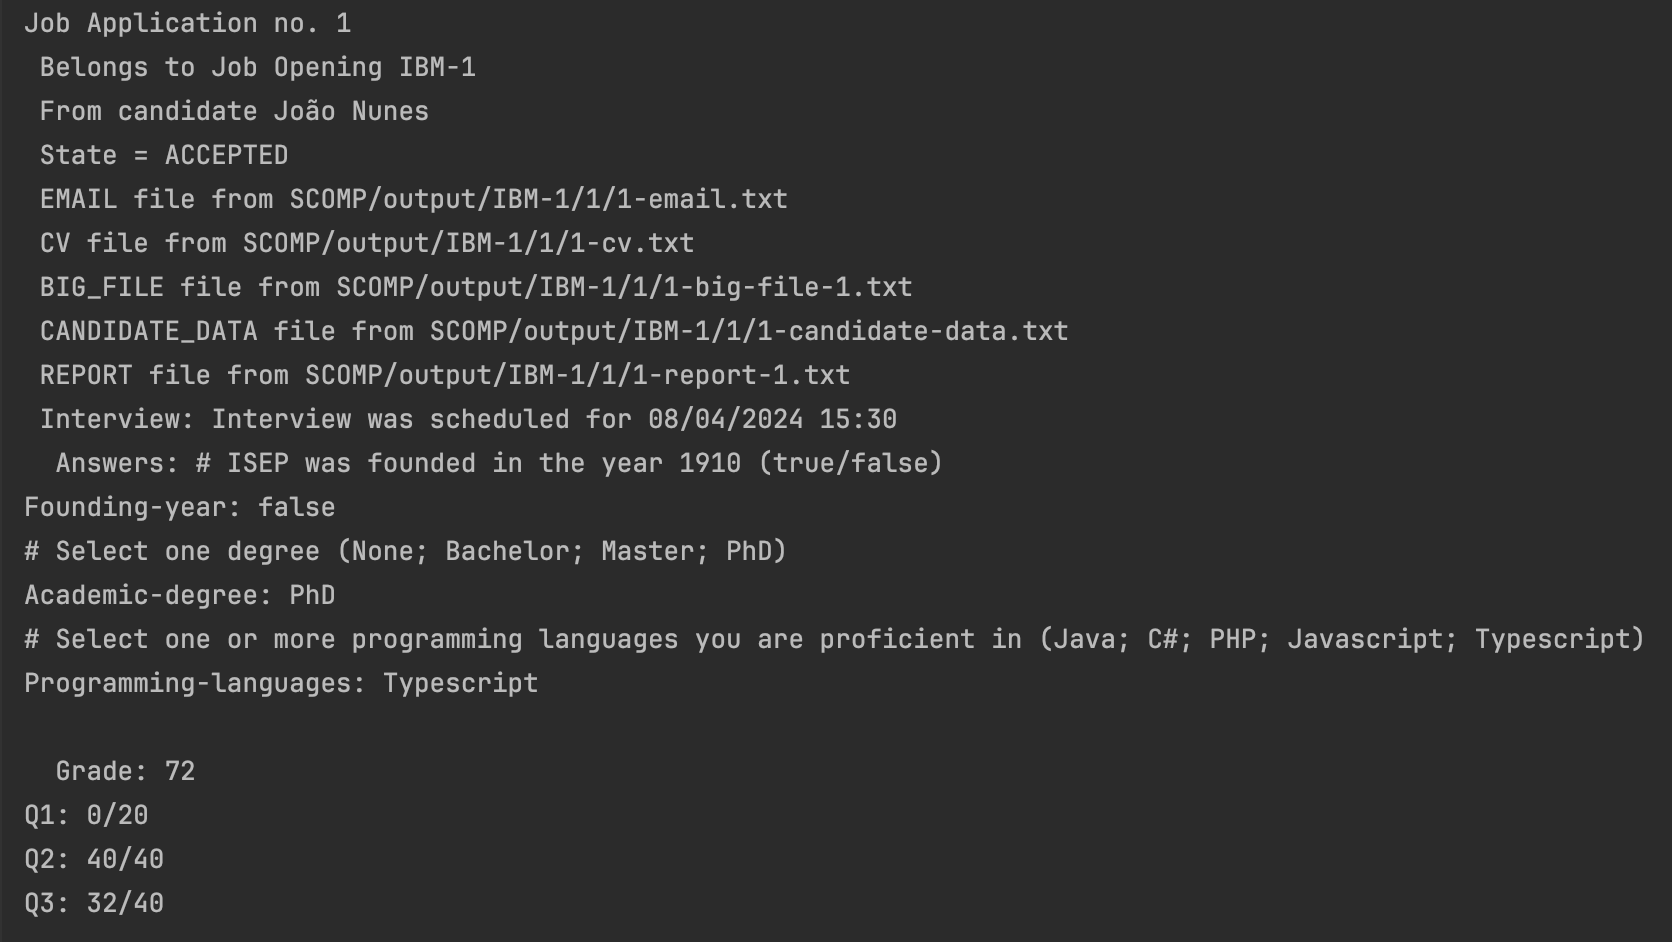 Job Application no. 1
Belongs to Job Opening IBM-1
From candidate João Nunes
State = ACCEPTED
EMAIL file from SCOMP/output/IBM-1/1/1-email.txt
CV file from SCOMP/output/IBM-1/1/1-cv.txt
BIG_FILE file from SCOMP/output/IBM-1/1/1-big-file-1.txt
CANDIDATE_DATA file from SCOMP/output/IBM-1/1/1-candidate-data.txt
REPORT file from SCOMP/output/IBM-1/1/1-report-1.txt
Interview: Interview was scheduled for 08/04/2024 15:30
Answers: # ISEP was founded in the year 1910 (true/false)
Founding-year: false
# Select one degree (None; Bachelor; Master; PhD)
Academic-degree: PhD
# Select one or more programming languages you are proficient in (Java; C#; PHP; Javascript; Typescript)
Programming-languages: Typescript
Grade: 72
Q1: 0/20
Q2: 40/40
Q3: 32/40